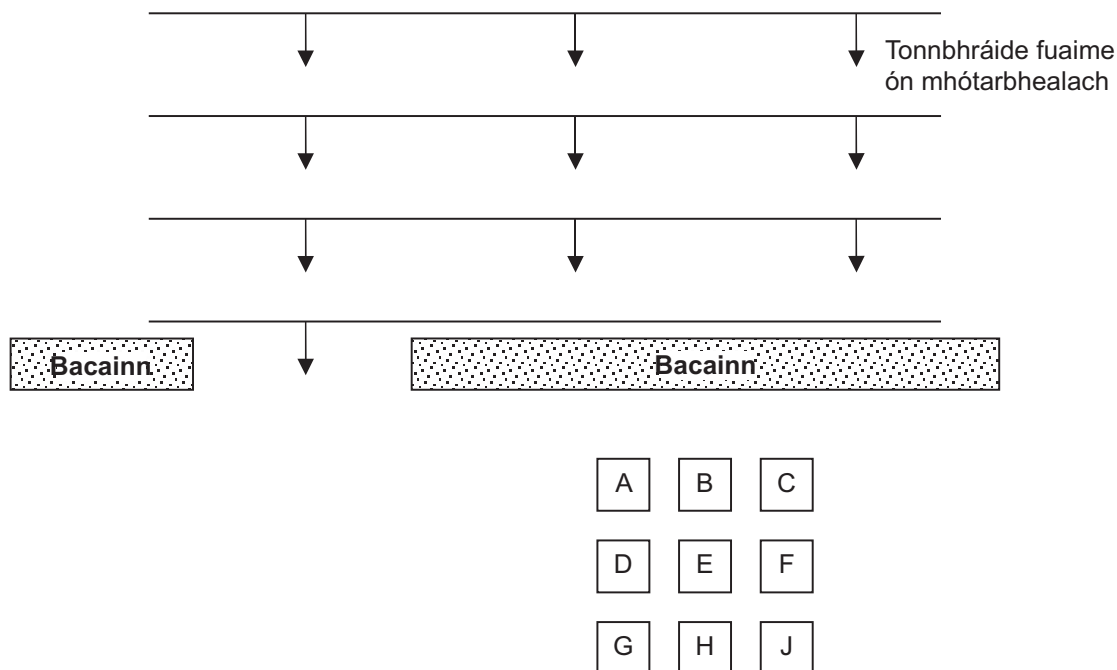 Tonnbhráide fuaime
ón mhótarbhealach
Bacainn
Bacainn
A B C
D E F
G H J